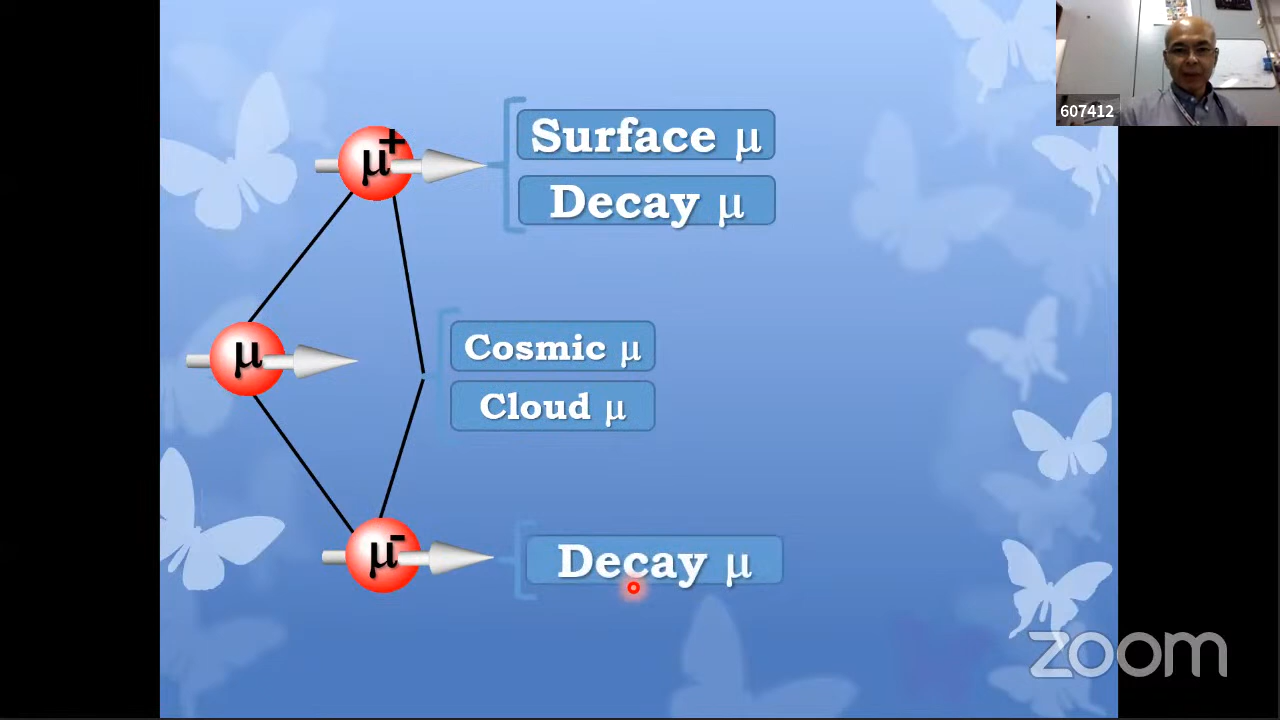 607412
μ+
Surface μ
Decay μ
μ
Cosmic μ
Cloud μ
μ-
Decay μ
zoom